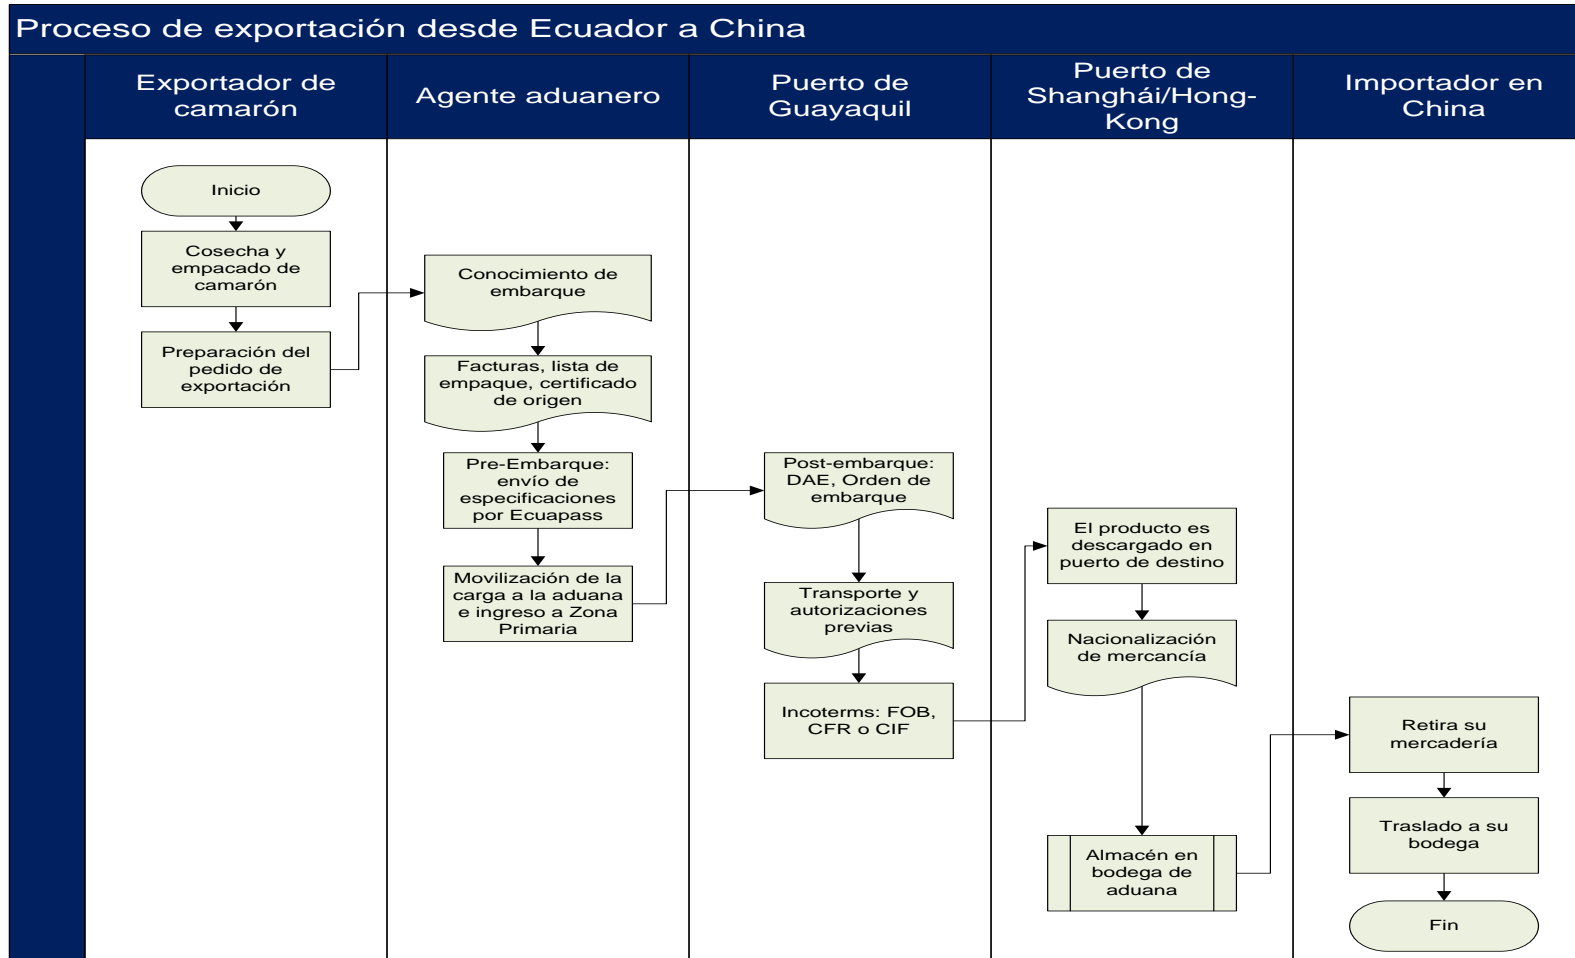 Proceso de exportación desde Ecuador a China
Exportador de
camarón
Agente aduanero
Puerto de
Guayaquil
Puerto de
Shanghái/Hong-
Kong
Importador en
China
Inicio
Cosecha y
empacado de
camarón
Preparación del
pedido de
exportación
Conocimiento de
embarque
Facturas, lista de
empaque, certificado
de origen
Pre-Embarque:
envío de
especificaciones
por Ecuapass
Movilización de la
carga a la aduana
e ingreso a Zona
Primaria
Post-embarque:
DAE, Orden de
embarque
Transporte y
autorizaciones
previas
Incoterms: FOB,
CFR o CIF
El producto es
descargado en
puerto de destino
Nacionalización
de mercancía
Almacén en
bodega de
aduana
Retira su
mercadería
Traslado a su
bodega
Fin